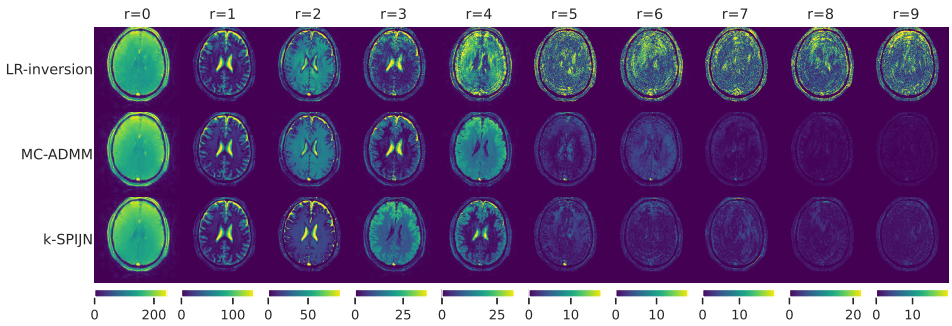 r=0 r=1 r=2 r=3 r=4 r=5 r=6 r=7 r=8 r=9
LR-inversion
MC-ADMM
k-SPIJN
0 200 0 100 0 50 0 25 0 25 0 10 0 10 0 10 0 20 0 10